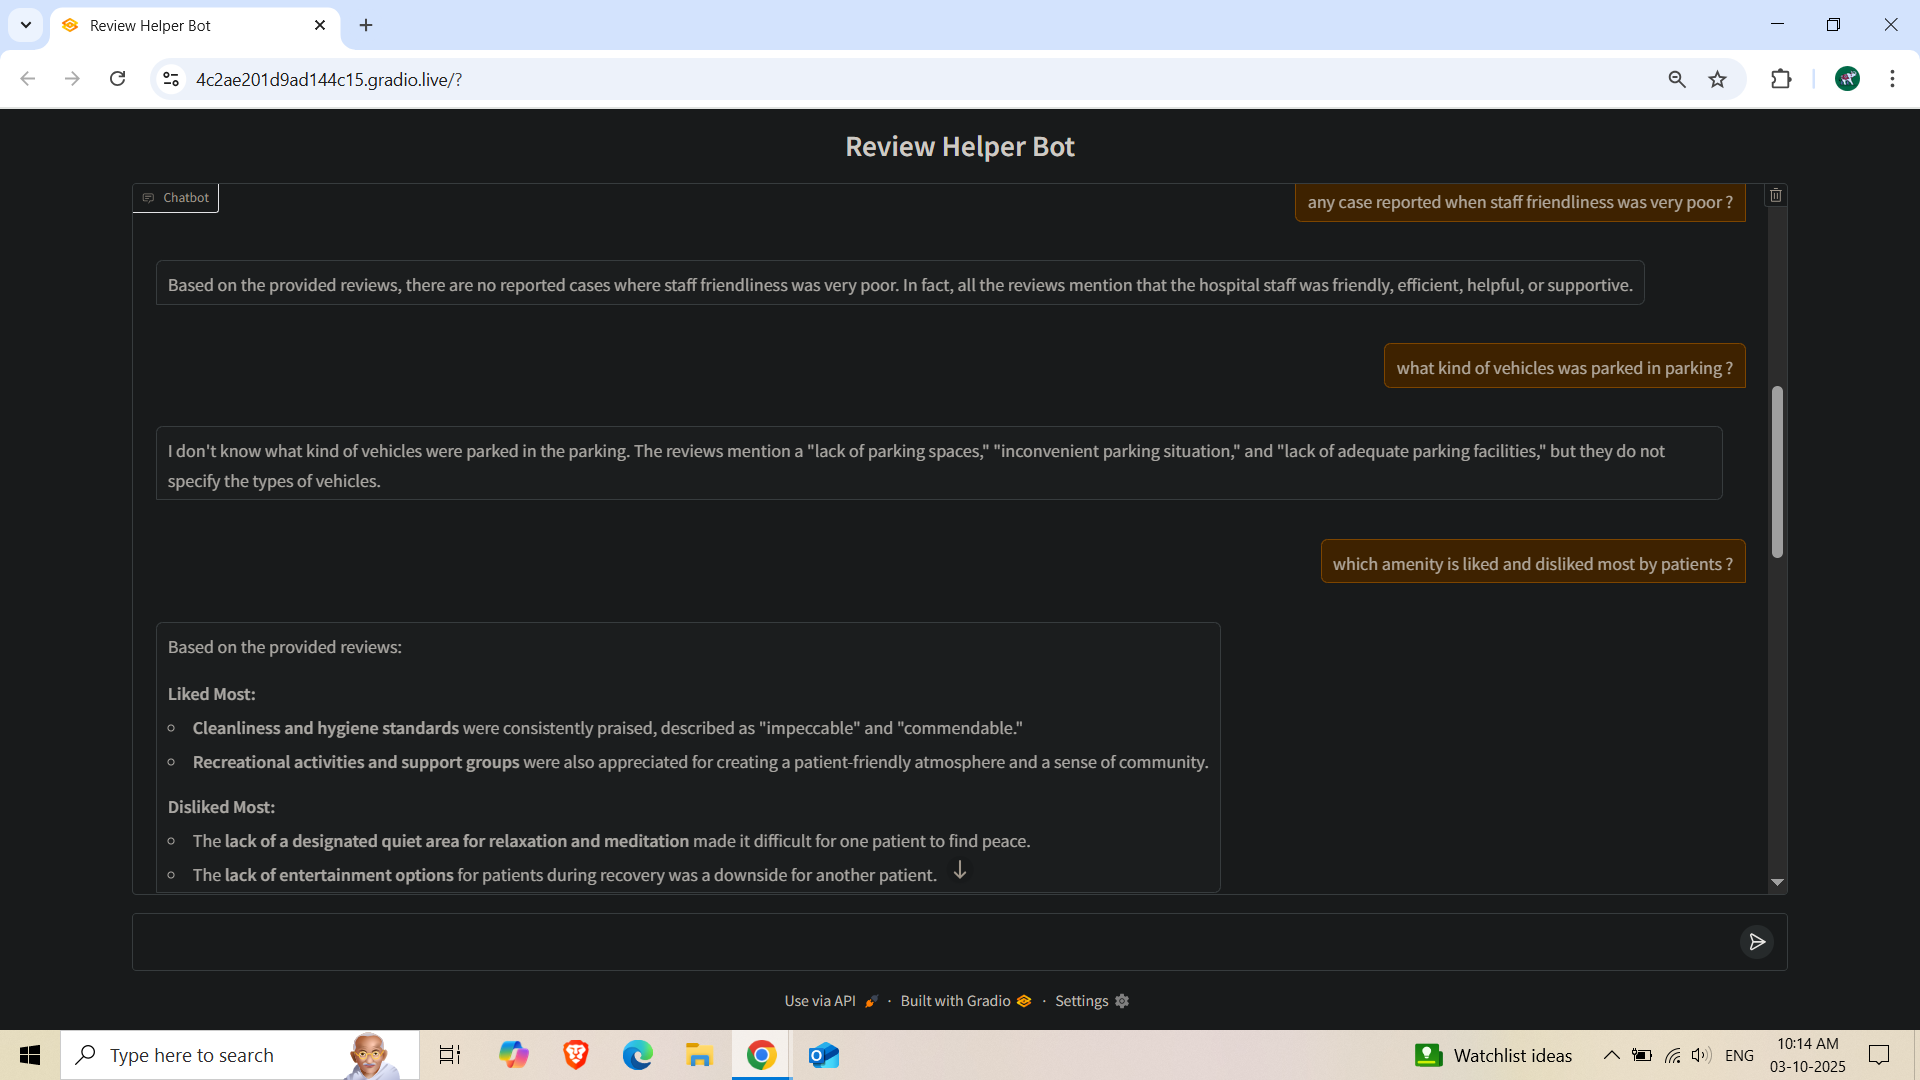 Review Helper Bot
4c2ae201d9ad144c15.gradio.live/?
Review Helper Bot
Chatbot
any case reported when staff friendliness was very poor ?
Based on the provided reviews, there are no reported cases where staff friendliness was very poor. In fact, all the reviews mention that the hospital staff was friendly, efficient, helpful, or supportive.
what kind of vehicles was parked in parking ?
I don't know what kind of vehicles were parked in the parking. The reviews mention a "lack of parking spaces," "inconvenient parking situation," and "lack of adequate parking facilities," but they do not
specify the types of vehicles.
which amenity is liked and disliked most by patients ?
Based on the provided reviews:
Liked Most:
Cleanliness and hygiene standards were consistently praised, described as "impeccable" and "commendable."
Recreational activities and support groups were also appreciated for creating a patient-friendly atmosphere and a sense of community.
Disliked Most:
The lack of a designated quiet area for relaxation and meditation made it difficult for one patient to find peace.
The lack of entertainment options for patients during recovery was a downside for another patient.
Use via API · Built with Gradio · Settings
Type here to search
Watchlist ideas
ENG
10:14 AM
03-10-2025